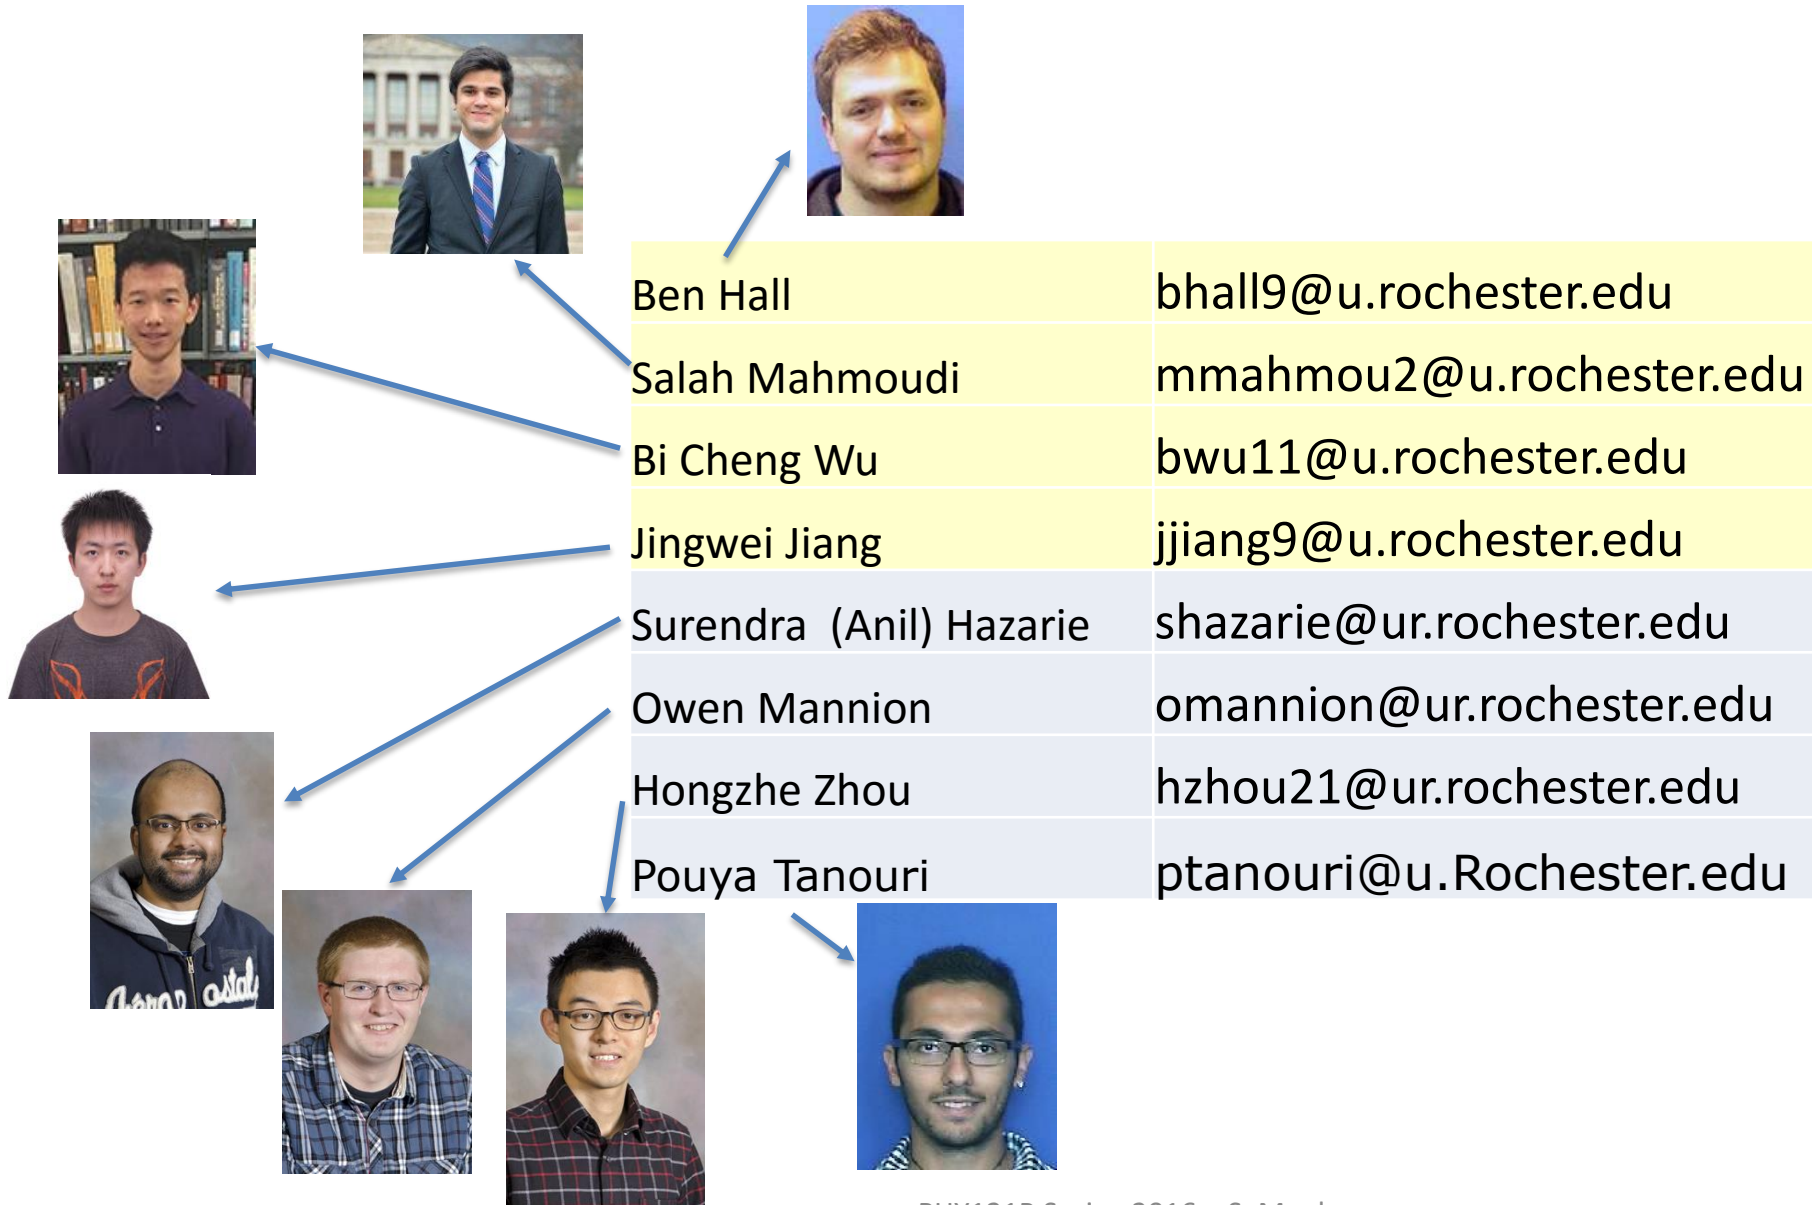 Ben Hall bhall9@u.rochester.edu
Salah Mahmoudi mmahmou2@u.rochester.edu
Bi Cheng Wu bwu11@u.rochester.edu
Jingwei Jiang jjiang9@u.rochester.edu
Surendra (Anil) Hazarie shazarie@ur.rochester.edu
Owen Mannion omannion@ur.rochester.edu
Hongzhe Zhou hzhou21@ur.rochester.edu
Pouya Tanouri ptanouri@u.Rochester.edu